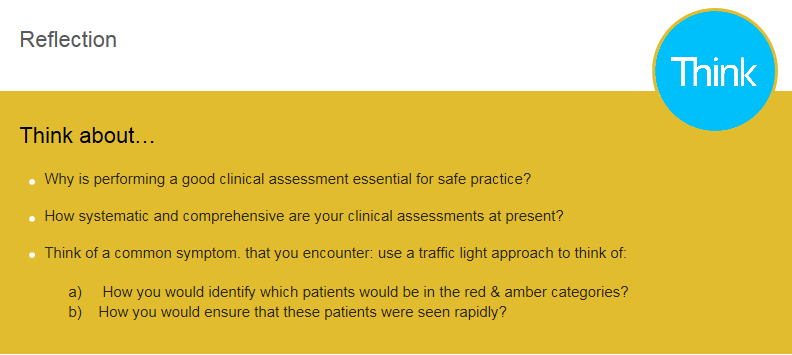 Reflection
Think
Think about…
Why is performing a good clinical assessment essential for safe practice?
How systematic and comprehensive are your clinical assessments at present?
Think of a common symptom. that you encounter: use a traffic light approach to think of:
a) How you would identify which patients would be in the red & amber categories?
b) How you would ensure that these patients were seen rapidly?